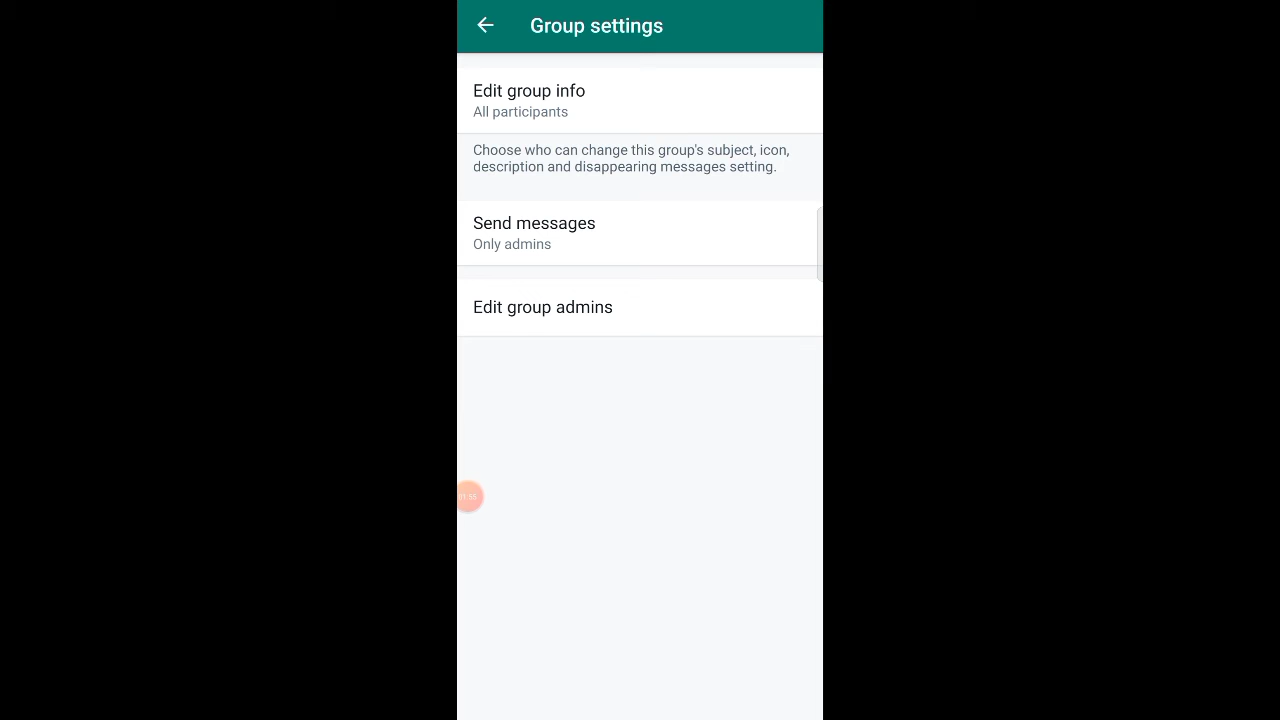 Group settings
Edit group info
All participants
Choose who can change this group's subject, icon,
description and disappearing messages setting.
Send messages
Only admins
Edit group admins